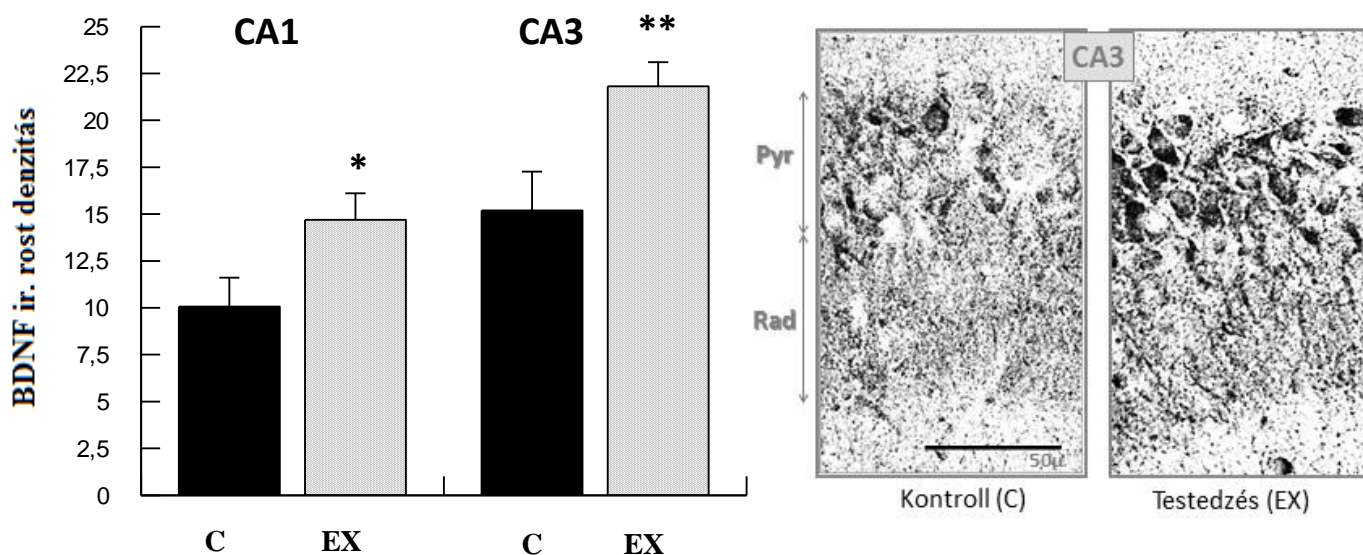 BDNF ir. rost denzitás
25
22,5
20
17,5
15
12,5
10
7,5
5
2,5
0
CA1
CA3
*
**
C
EX
C
EX
CA3
Pyr
Rad
50µ
Kontroll (C)
Testedzés (EX)